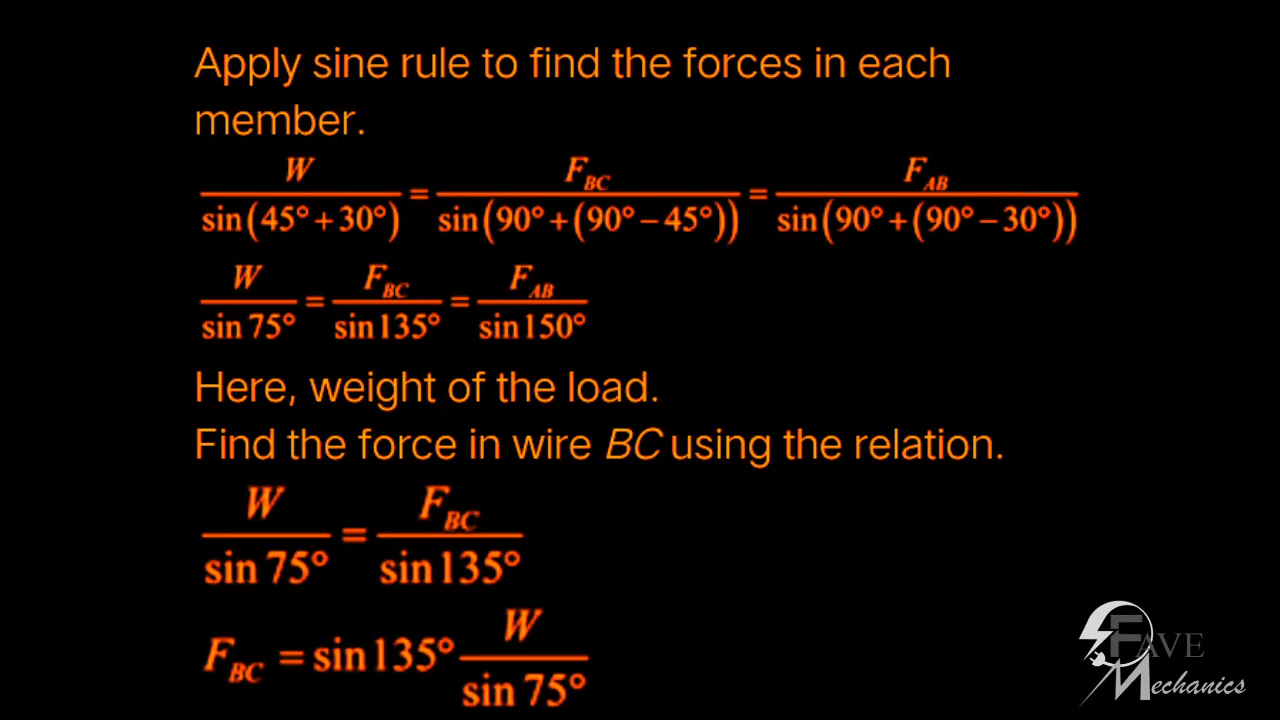 Apply sine rule to find the forces in each
member.
W/sin(45°+30°) = F_BC/sin(90°+(90°−45°)) = F_AB/sin(90°+(90°−30°))
W/sin 75° = F_BC/sin 135° = F_AB/sin 150°
Here, weight of the load.
Find the force in wire BC using the relation.
W/sin 75° = F_BC/sin 135°
F_BC = sin 135° W/sin 75°
FAVE
Mechanics